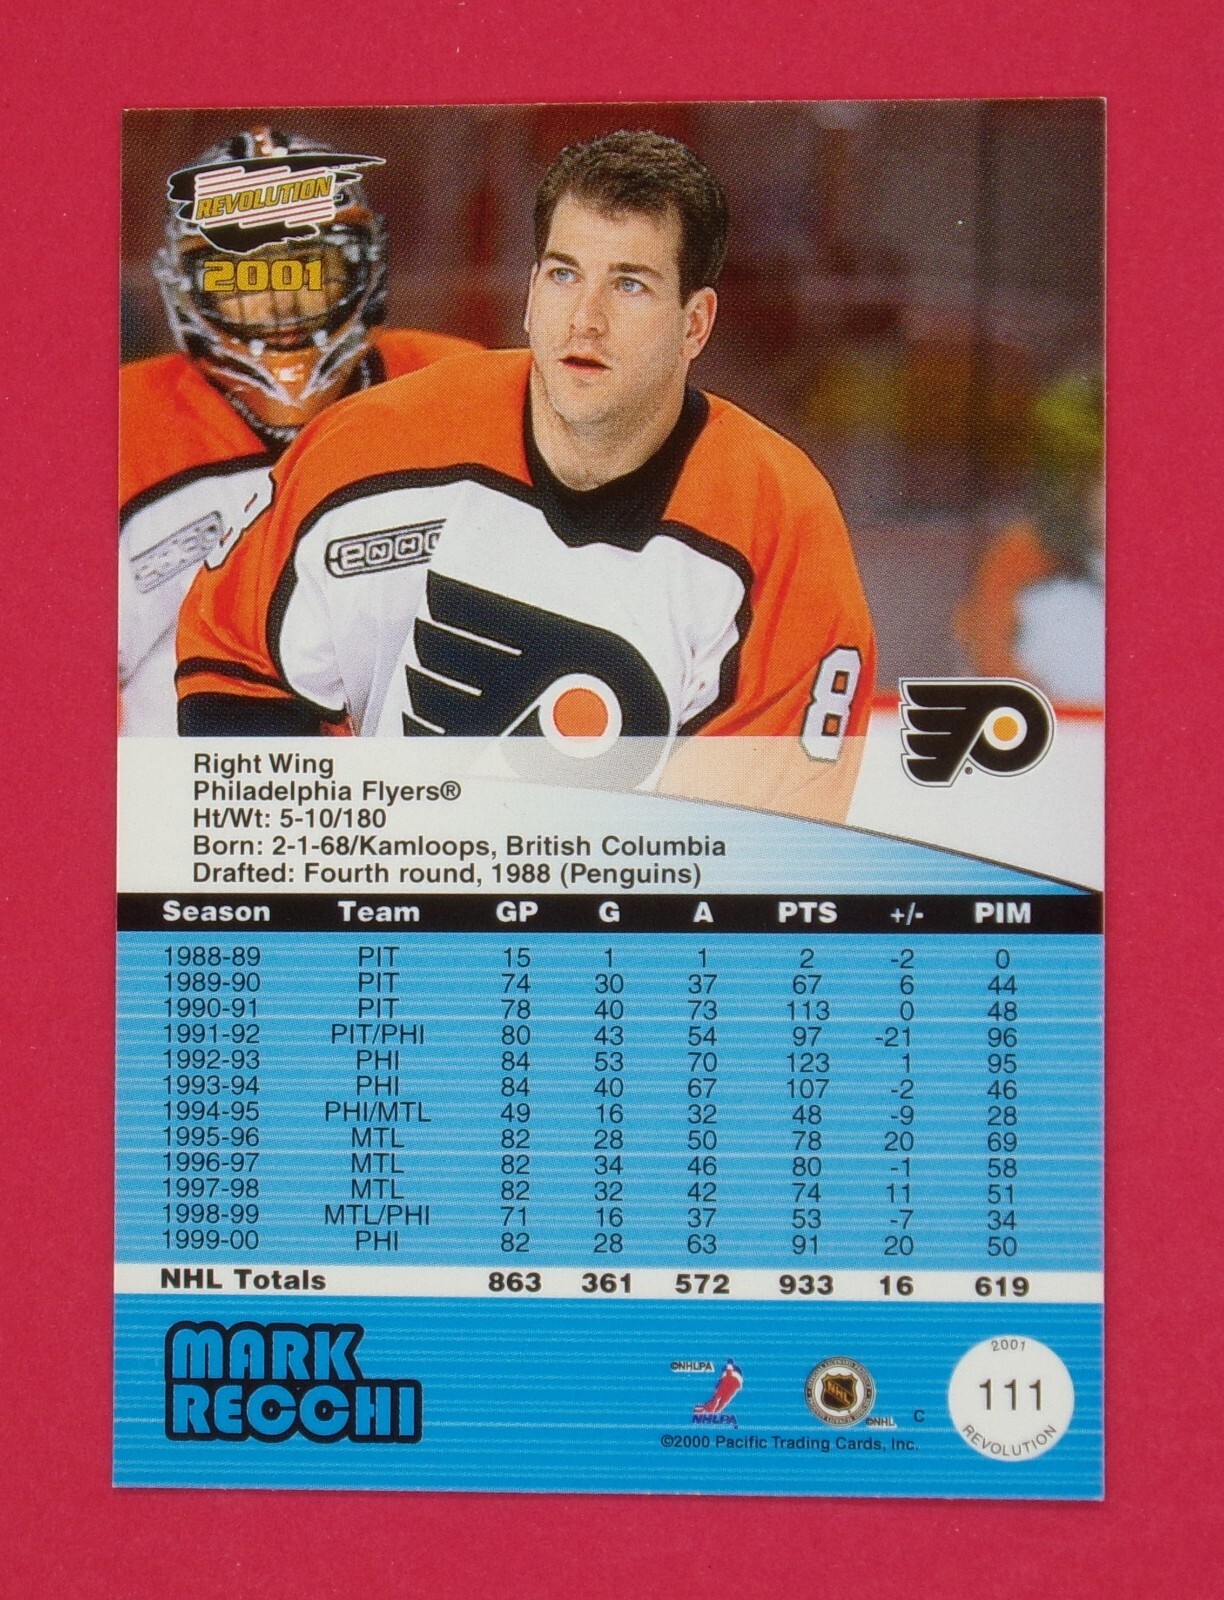 REVOLUTION
2001
2000
8
Right Wing
Philadelphia Flyers®
Ht/Wt: 5-10/180
Born: 2-1-68/Kamloops, British Columbia
Drafted: Fourth round, 1988 (Penguins)
Season Team GP G A PTS +/- PIM
1988-89 PIT 15 1 1 2 -2 0
1989-90 PIT 74 30 37 67 6 44
1990-91 PIT 78 40 73 113 0 48
1991-92 PIT/PHI 80 43 54 97 -21 96
1992-93 PHI 84 53 70 123 1 95
1993-94 PHI 84 40 67 107 -2 46
1994-95 PHI/MTL 49 16 32 48 -9 28
1995-96 MTL 82 28 50 78 20 69
1996-97 MTL 82 34 46 80 -1 58
1997-98 MTL 82 32 42 74 11 51
1998-99 MTL/PHI 71 16 37 53 -7 34
1999-00 PHI 82 28 63 91 20 50
NHL Totals 863 361 572 933 16 619
MARK
RECCHI
©NHLPA
NHLPA
NHL
©NHL
C
©2000 Pacific Trading Cards, Inc.
2001
111
REVOLUTION